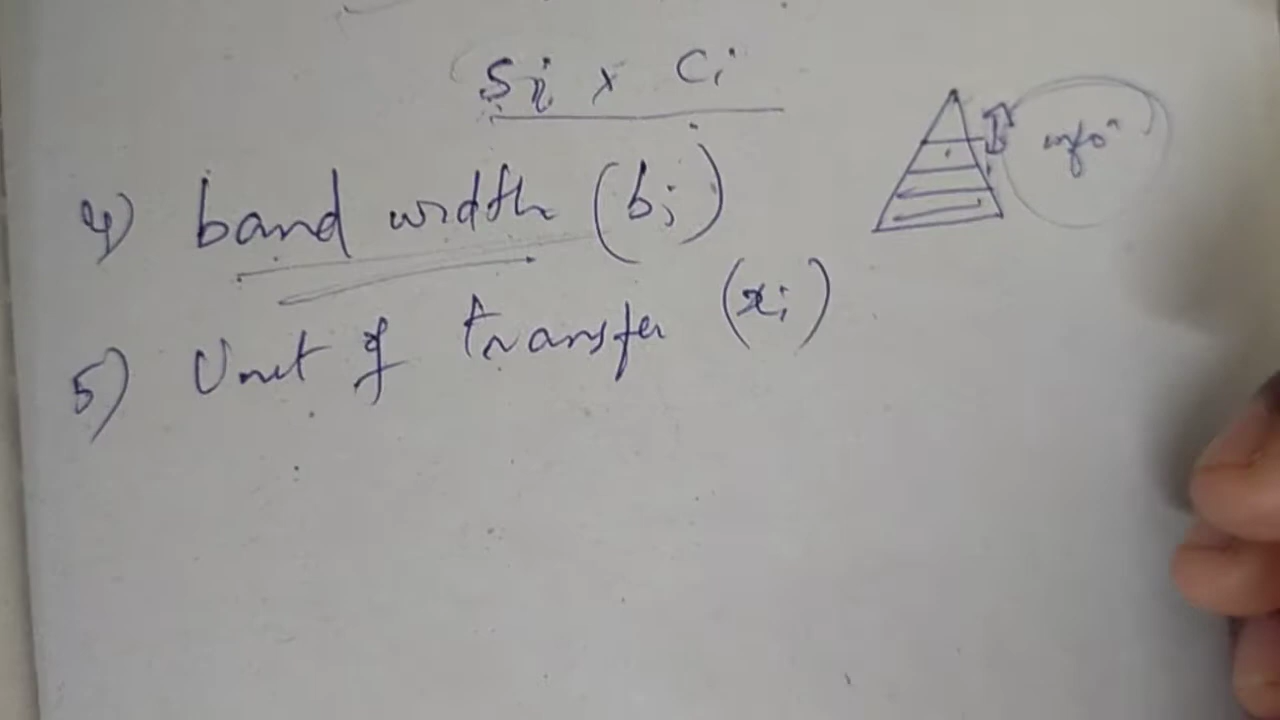 Si × Ci
4) band width (bi)
info^n
5) Unit of transfer (xi)